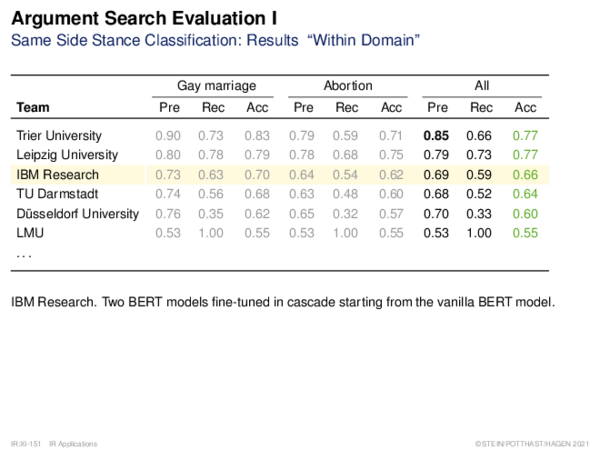 Argument Search Evaluation I
Same Side Stance Classification: Results “Within Domain”
Gay marriage Abortion All
Team Pre Rec Acc Pre Rec Acc Pre Rec Acc
Trier University 0.90 0.73 0.83 0.79 0.59 0.71 0.85 0.66 0.77
Leipzig University 0.80 0.78 0.79 0.78 0.68 0.75 0.79 0.73 0.77
IBM Research 0.73 0.63 0.70 0.64 0.54 0.62 0.69 0.59 0.66
TU Darmstadt 0.74 0.56 0.68 0.63 0.48 0.60 0.68 0.52 0.64
Düsseldorf University 0.76 0.35 0.62 0.65 0.32 0.57 0.70 0.33 0.60
LMU 0.53 1.00 0.55 0.53 1.00 0.55 0.53 1.00 0.55
...
IBM Research. Two BERT models fine-tuned in cascade starting from the vanilla BERT model.
IR:XI-151 IR Applications ©STEIN/POTTHAST/HAGEN 2021